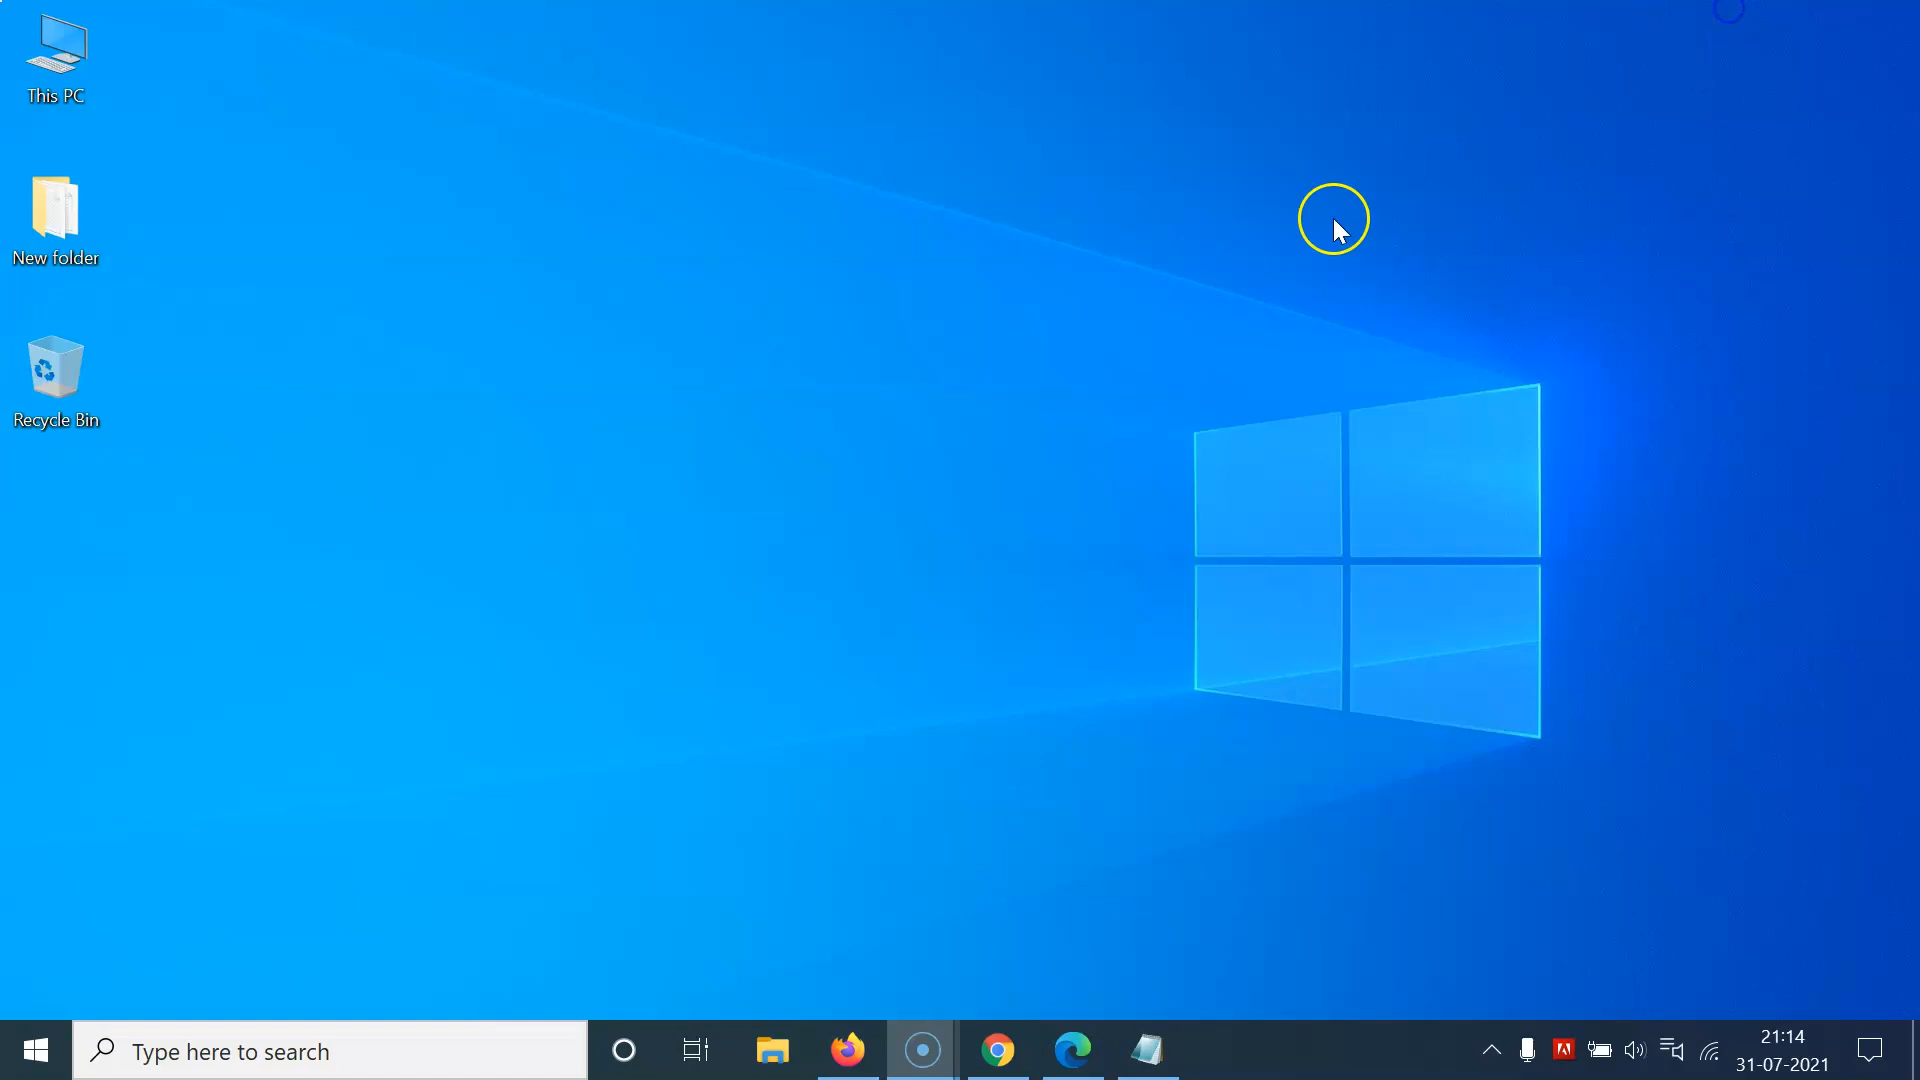 This PC
New folder
Recycle Bin
Type here to search
21:14
31-07-2021